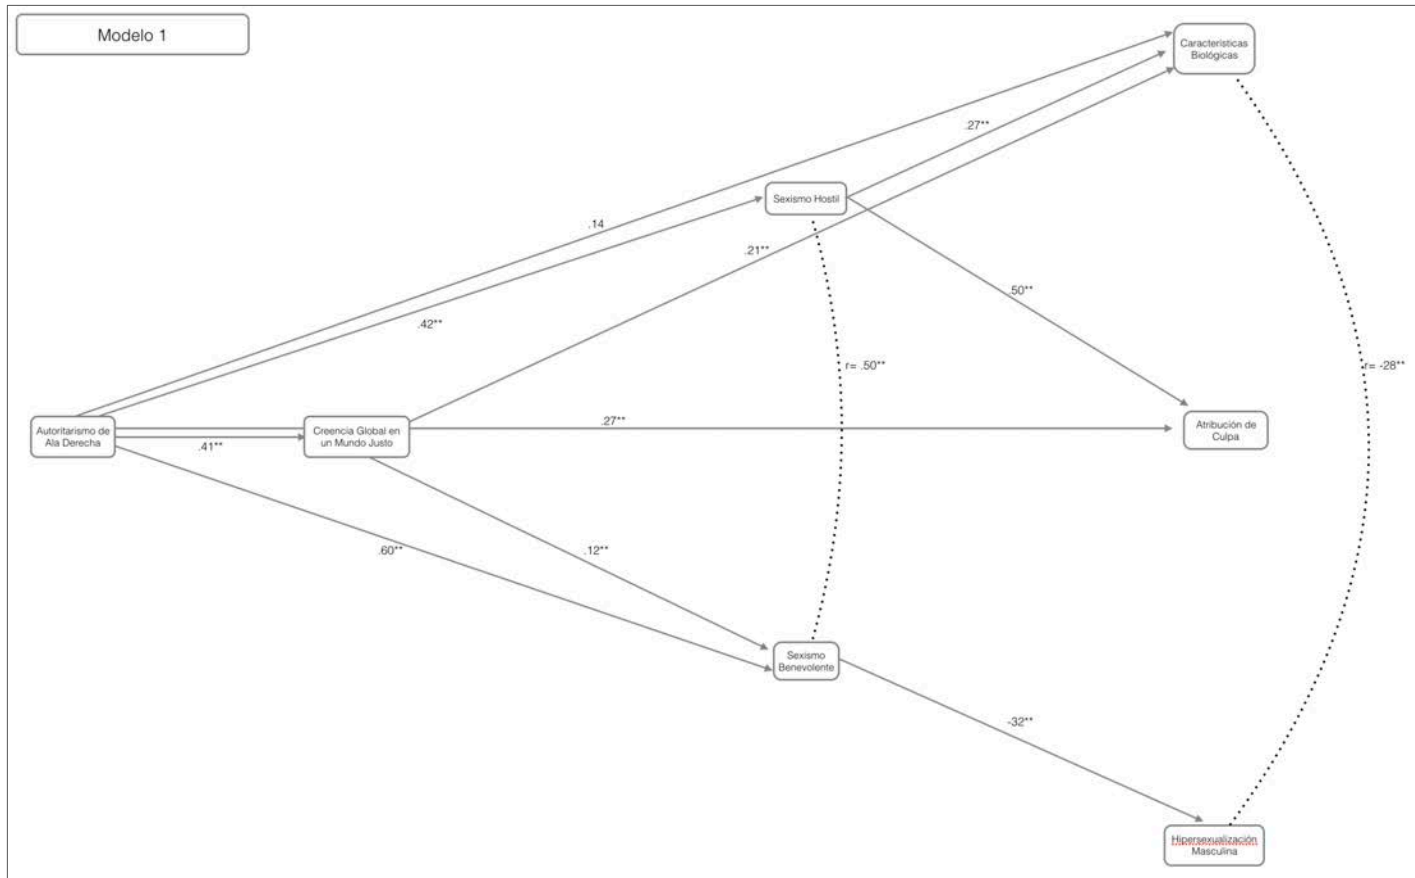 Modelo 1
Características
Biológicas
.27**
Sexismo Hostil
.14
.21**
.50**
.42**
r= .50**
r= -28**
Autoritarismo de
Ala Derecha
Creencia Global en
un Mundo Justo
.41**
.27**
Atribución de
Culpa
.60**
.12**
Sexismo
Benevolente
-32**
Hipersexualización
Masculina